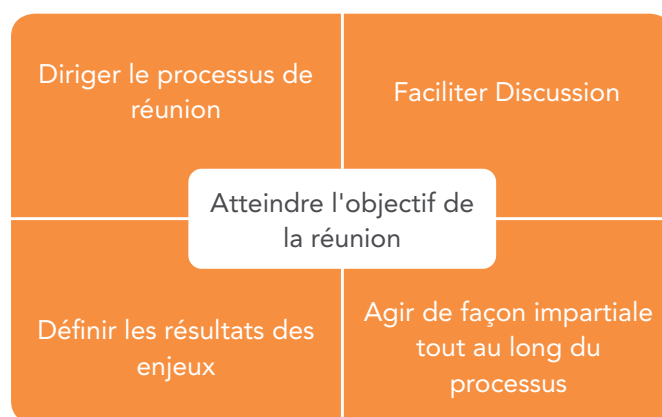 Diriger le processus de
réunion
Faciliter Discussion
Atteindre l'objectif de
la réunion
Définir les résultats des
enjeux
Agir de façon impartiale
tout au long du
processus